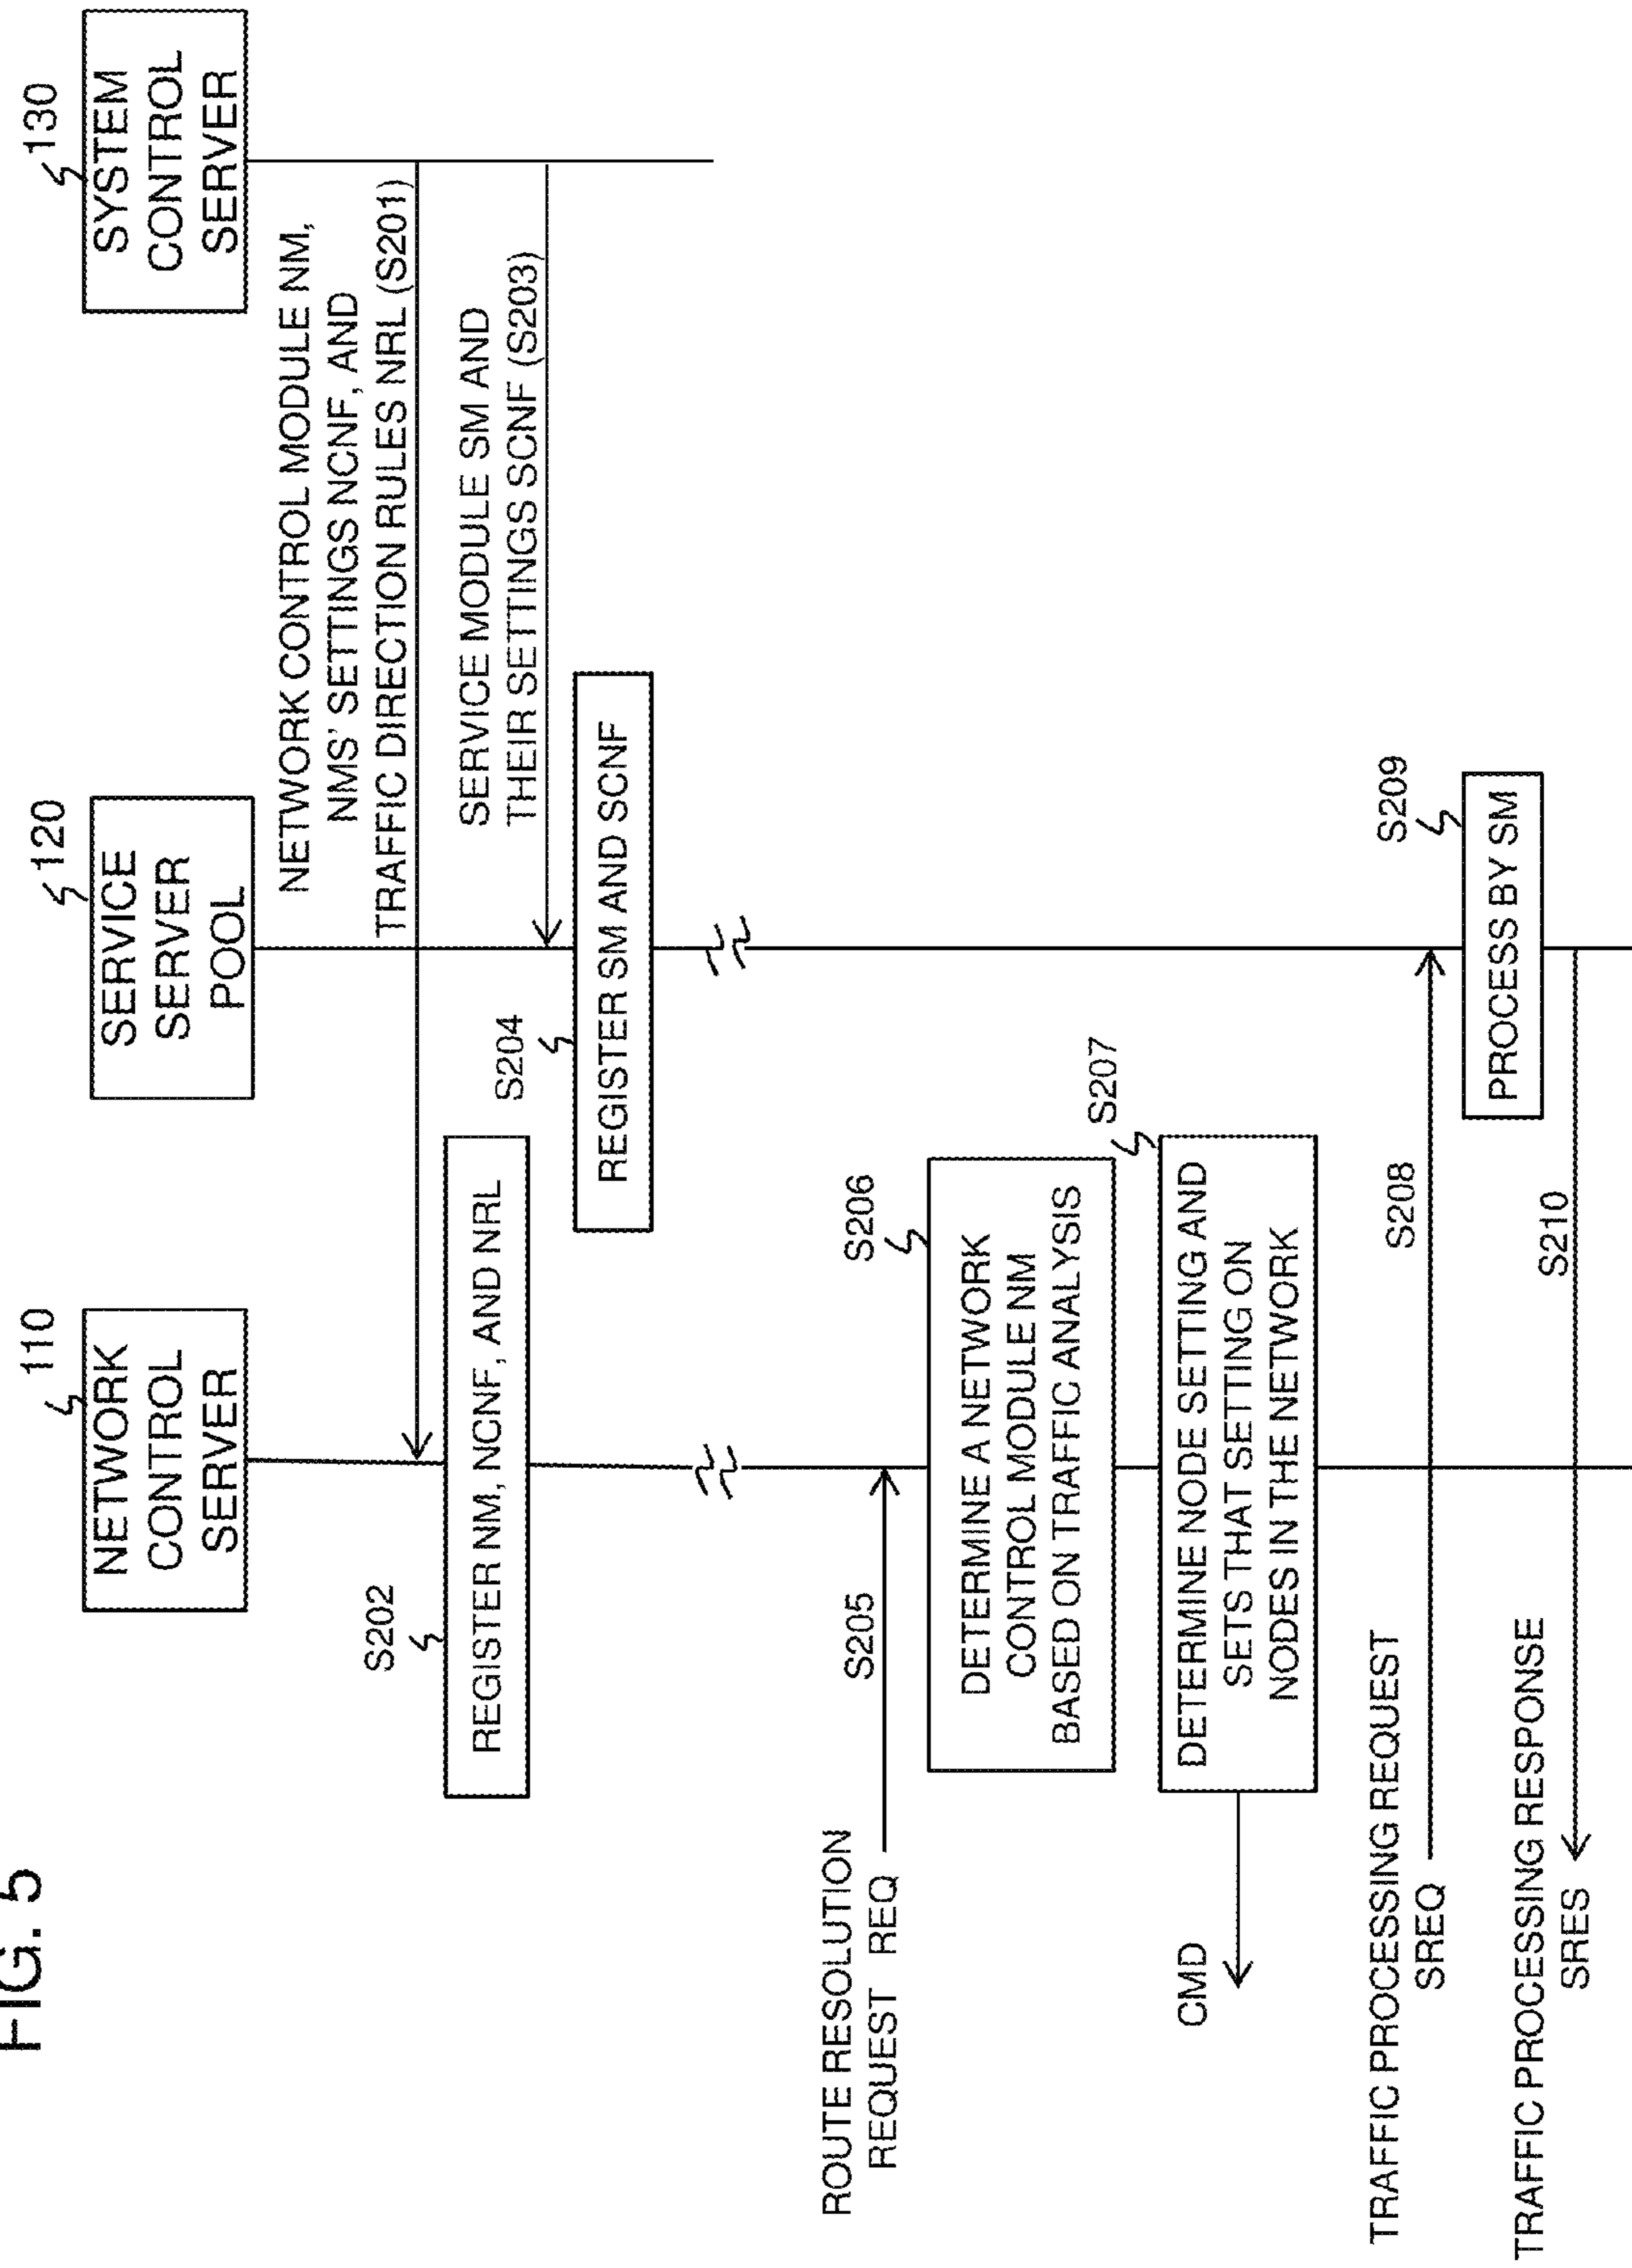 FIG. 5
110
NETWORK
CONTROL
SERVER
120
SERVICE
SERVER
POOL
130
SYSTEM
CONTROL
SERVER
NETWORK CONTROL MODULE NM,
NMS' SETTINGS NCNF, AND
TRAFFIC DIRECTION RULES NRL (S201)
S202
REGISTER NM, NCNF, AND NRL
SERVICE MODULE SM AND
THEIR SETTINGS SCNF (S203)
S204
REGISTER SM AND SCNF
ROUTE RESOLUTION
REQUEST REQ
S205
S206
DETERMINE A NETWORK
CONTROL MODULE NM
BASED ON TRAFFIC ANALYSIS
S207
DETERMINE NODE SETTING AND
SETS THAT SETTING ON
NODES IN THE NETWORK
CMD
TRAFFIC PROCESSING REQUEST
SREQ
S208
S209
PROCESS BY SM
TRAFFIC PROCESSING RESPONSE
SRES
S210